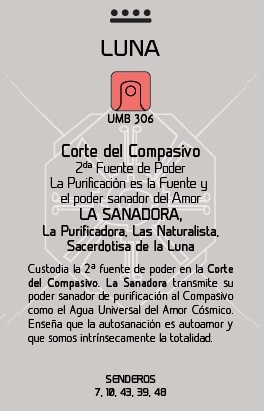 LUNA
UMB 306
Corte del Compasivo
2da Fuente de Poder
La Purificación es la Fuente y
el poder sanador del Amor
LA SANADORA,
La Purificadora, Las Naturalista,
Sacerdotisa de la Luna
Custodia la 2ª fuente de poder en la Corte
del Compasivo. La Sanadora transmite su
poder sanador de purificación al Compasivo
como el Agua Universal del Amor Cósmico.
Enseña que la autosanación es autoamor y
que somos intrínsecamente la totalidad.
SENDEROS
7, 10, 43, 39, 48